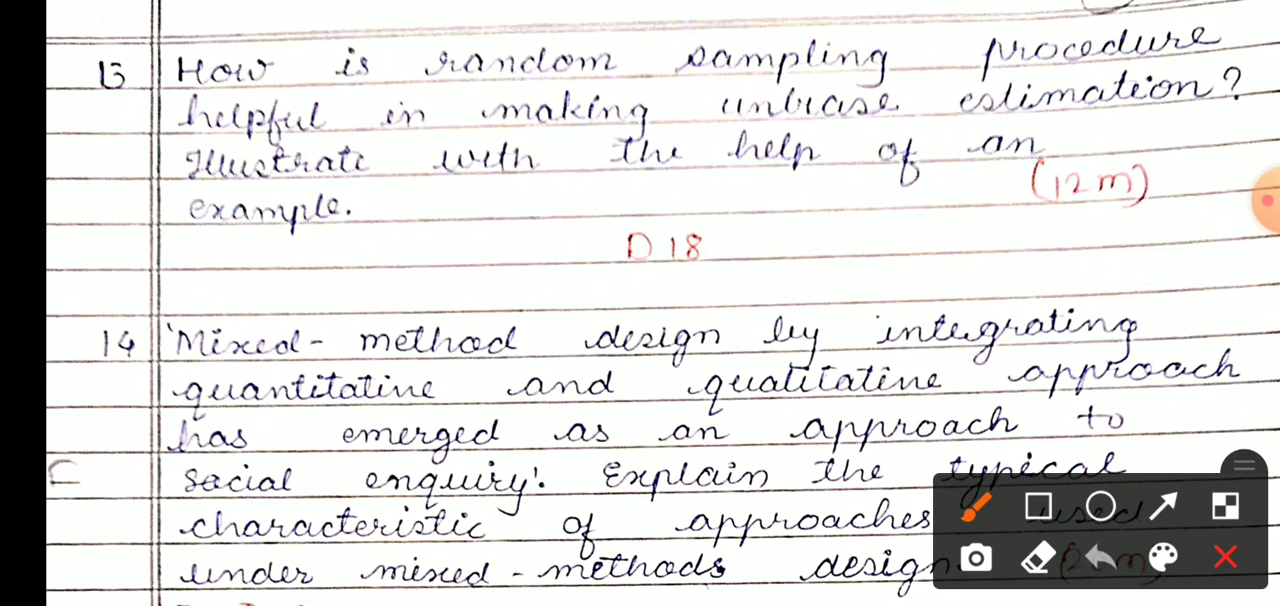 13 How is random sampling procedure
helpful in making unbiase estimation?
Illustrate with the help of an
example. (12m)
D 18
14 'Mixed-method design by integrating
quantitative and qualitative approach
has emerged as an approach to
C social enquiry'. Explain the typical
characteristic of approaches used
under mixed-methods design.